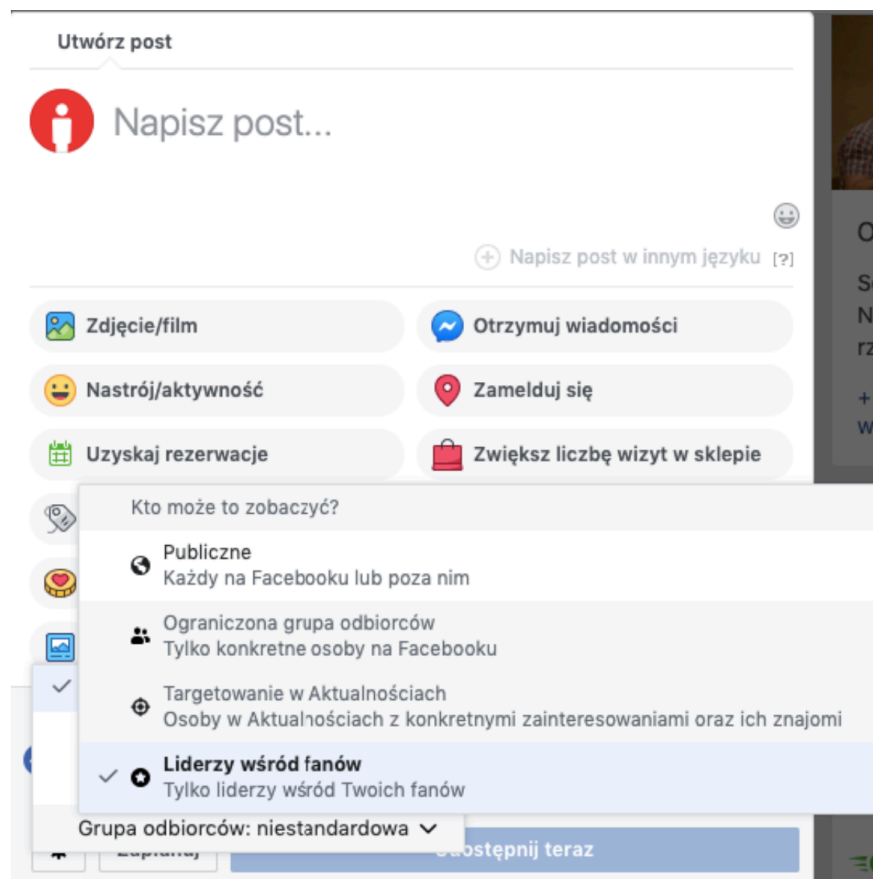 Utwórz post
Napisz post...
Napisz post w innym języku [?]
Zdjęcie/film
Otrzymuj wiadomości
Nastrój/aktywność
Zamelduj się
Uzyskaj rezerwacje
Zwiększ liczbę wizyt w sklepie
Kto może to zobaczyć?
Publiczne
Każdy na Facebooku lub poza nim
Ograniczona grupa odbiorców
Tylko konkretne osoby na Facebooku
Targetowanie w Aktualnościach
Osoby w Aktualnościach z konkretnymi zainteresowaniami oraz ich znajomi
Liderzy wśród fanów
Tylko liderzy wśród Twoich fanów
Grupa odbiorców: niestandardowa
Zaplanuj
Udostępnij teraz